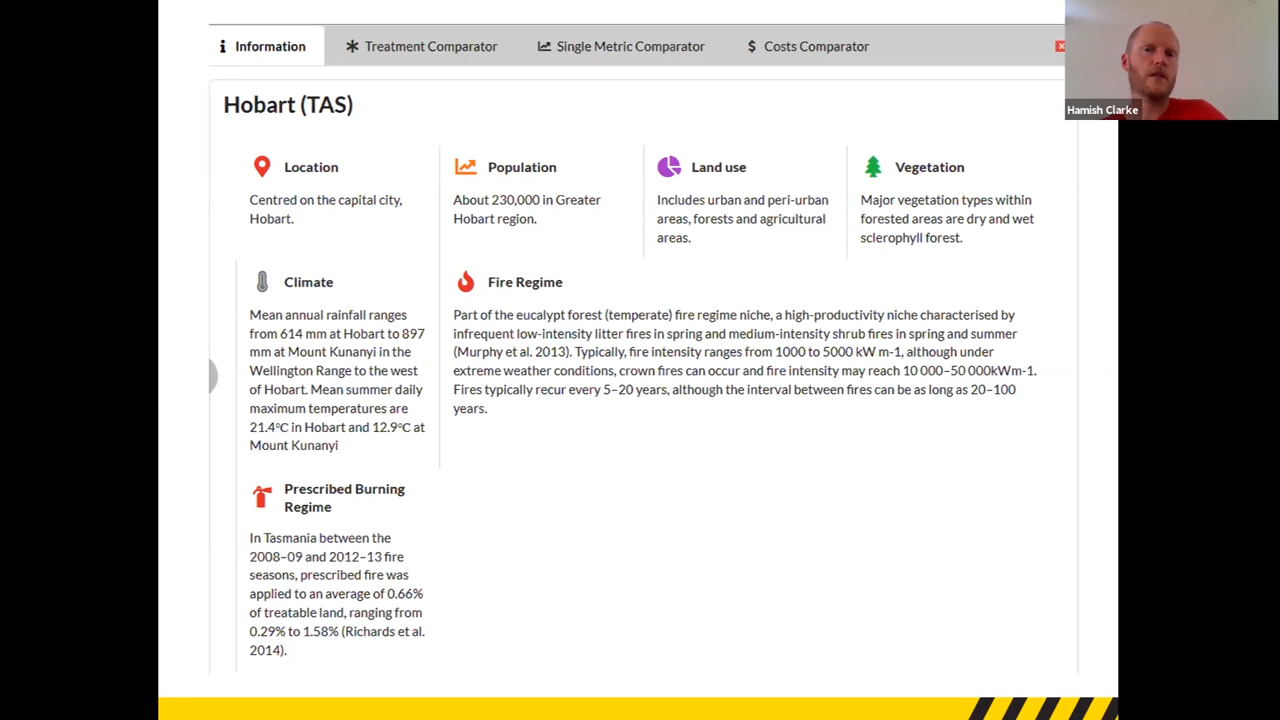 Information
Treatment Comparator
Single Metric Comparator
$ Costs Comparator
Hamish Clarke
Hobart (TAS)
Location
Centred on the capital city,
Hobart.
Population
About 230,000 in Greater
Hobart region.
Land use
Includes urban and peri-urban
areas, forests and agricultural
areas.
Vegetation
Major vegetation types within
forested areas are dry and wet
sclerophyll forest.
Climate
Mean annual rainfall ranges
from 614 mm at Hobart to 897
mm at Mount Kunanyi in the
Wellington Range to the west
of Hobart. Mean summer daily
maximum temperatures are
21.4°C in Hobart and 12.9°C at
Mount Kunanyi
Fire Regime
Part of the eucalypt forest (temperate) fire regime niche, a high-productivity niche characterised by
infrequent low-intensity litter fires in spring and medium-intensity shrub fires in spring and summer
(Murphy et al. 2013). Typically, fire intensity ranges from 1000 to 5000 kW m-1, although under
extreme weather conditions, crown fires can occur and fire intensity may reach 10 000–50 000kWm-1.
Fires typically recur every 5–20 years, although the interval between fires can be as long as 20–100
years.
Prescribed Burning
Regime
In Tasmania between the
2008–09 and 2012–13 fire
seasons, prescribed fire was
applied to an average of 0.66%
of treatable land, ranging from
0.29% to 1.58% (Richards et al.
2014).